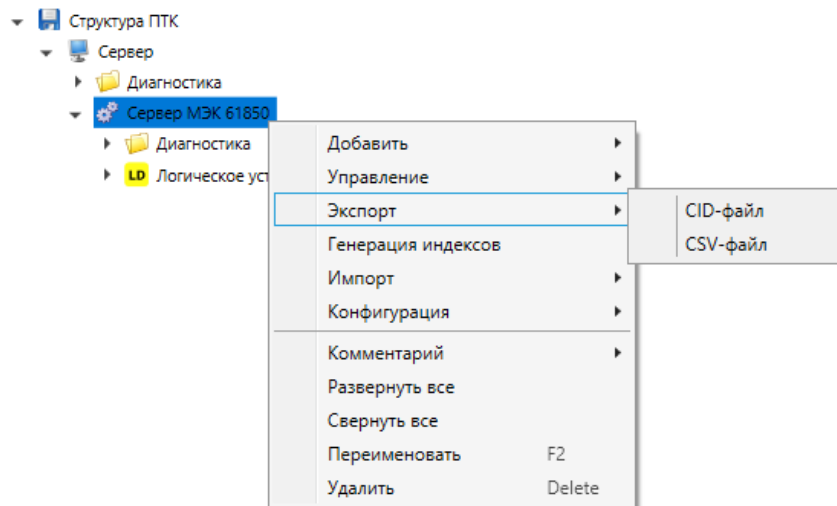 Структура ПТК
Сервер
Диагностика
Сервер МЭК 61850
Диагностика
LD Логическое
Добавить
Управление
Экспорт
CID-файл
CSV-файл
Генерация индексов
Импорт
Конфигурация
Комментарий
Развернуть все
Свернуть все
Переименовать F2
Удалить Delete